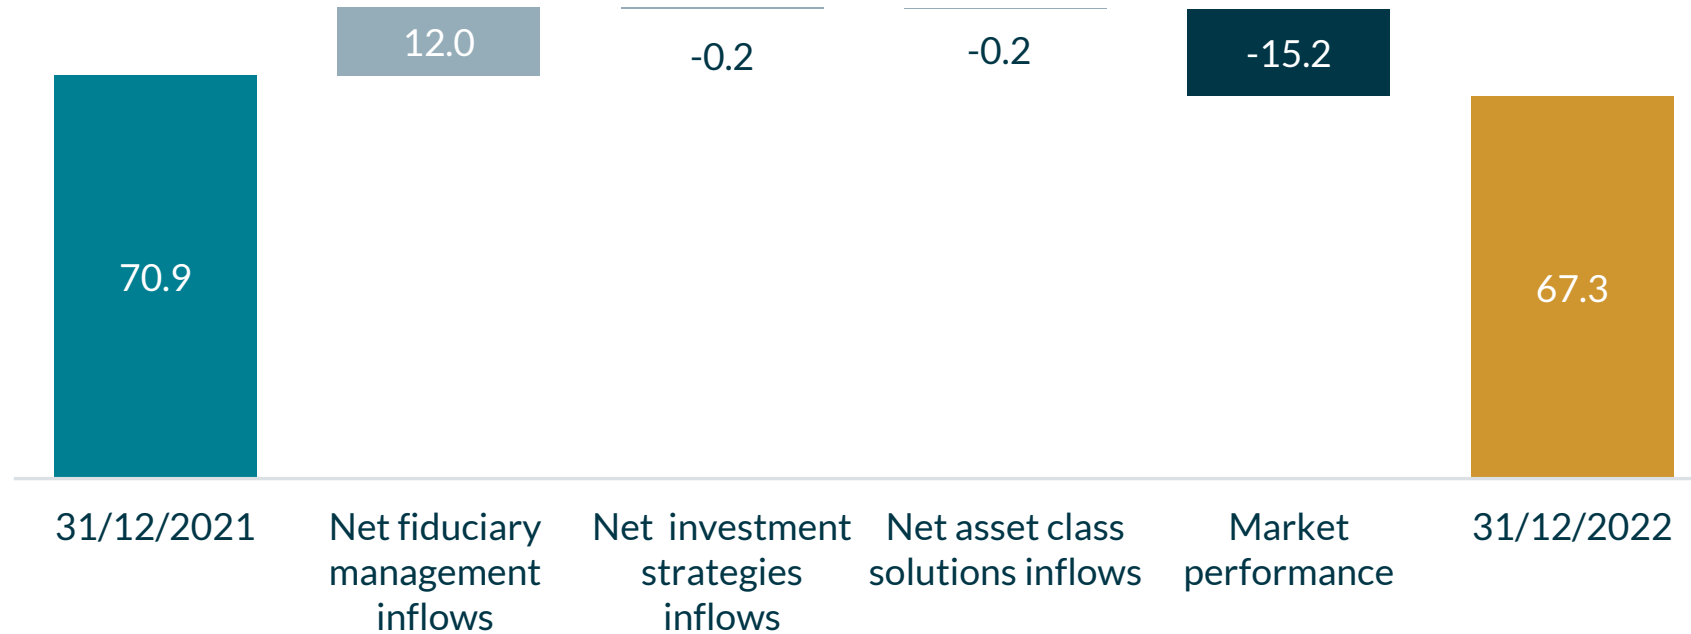 12.0
-0.2
-0.2
-15.2
70.9
67.3
31/12/2021
Net fiduciary
management
inflows
Net  investment
strategies
inflows
Net asset class
solutions inflows
Market
performance
31/12/2022